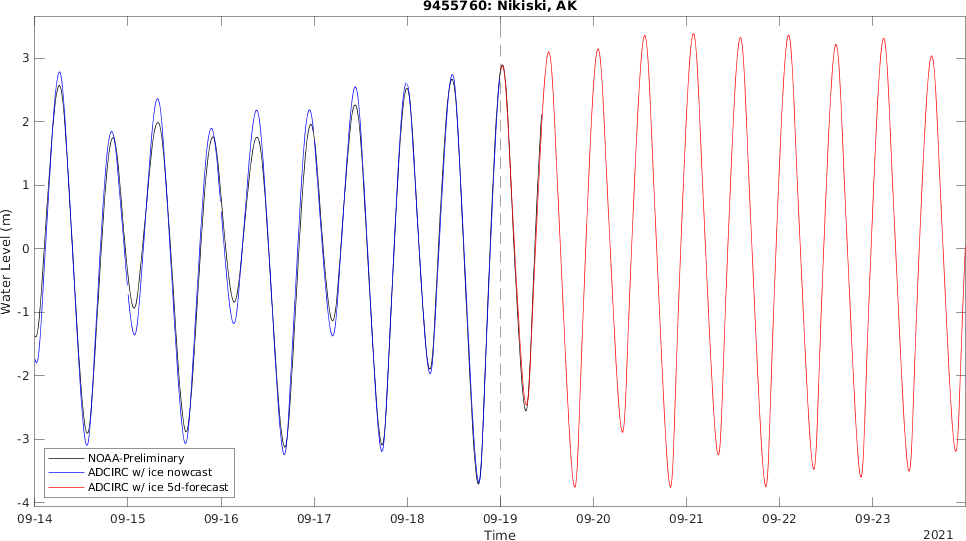 9455760: Nikiski, AK
Water Level (m)
3
2
1
0
-1
-2
-3
-4
NOAA-Preliminary
ADCIRC w/ ice nowcast
ADCIRC w/ ice 5d-forecast
09-14 09-15 09-16 09-17 09-18 09-19 09-20 09-21 09-22 09-23
Time
2021